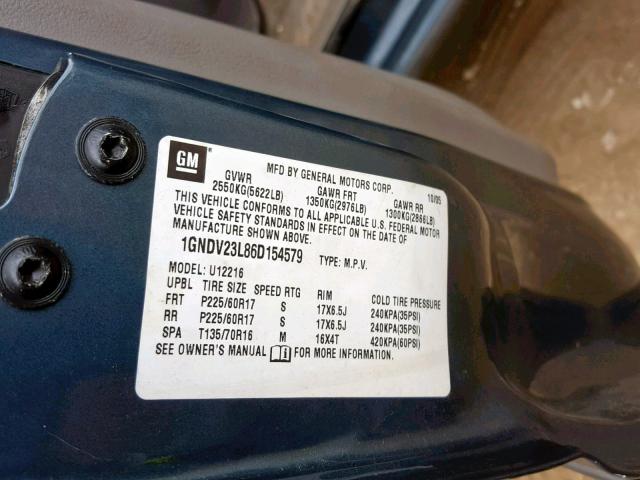 GM
MFD BY GENERAL MOTORS CORP. 10/05
GVWR GAWR FRT GAWR RR
2550KG(5622LB) 1350KG(2976LB) 1300KG(2866LB)
THIS VEHICLE CONFORMS TO ALL APPLICABLE U.S. FEDERAL MOTOR
VEHICLE SAFETY STANDARDS IN EFFECT ON THE DATE OF
MANUFACTURE SHOWN ABOVE.
1GNDV23L86D154579 TYPE: M.P.V.
MODEL: U12216
UPBL TIRE SIZE SPEED RTG RIM COLD TIRE PRESSURE
FRT P225/60R17 S 17X6.5J 240KPA(35PSI)
RR P225/60R17 S 17X6.5J 240KPA(35PSI)
SPA T135/70R16 M 16X4T 420KPA(60PSI)
SEE OWNER'S MANUAL FOR MORE INFORMATION.